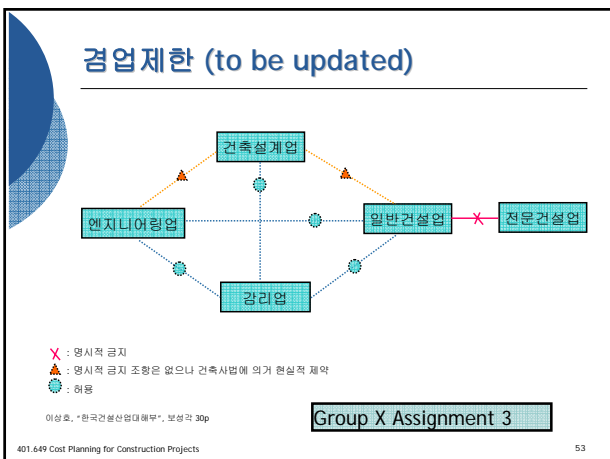 겸업제한 (to be updated)
건축설계업
엔지니어링업
일반건설업
전문건설업
감리업
X : 명시적 금지
: 명시적 금지 조항은 없으나 건축사법에 의거 현실적 제약
: 허용
이상호, "한국건설산업대해부", 보성각 30p
Group X Assignment 3
401.649 Cost Planning for Construction Projects
53